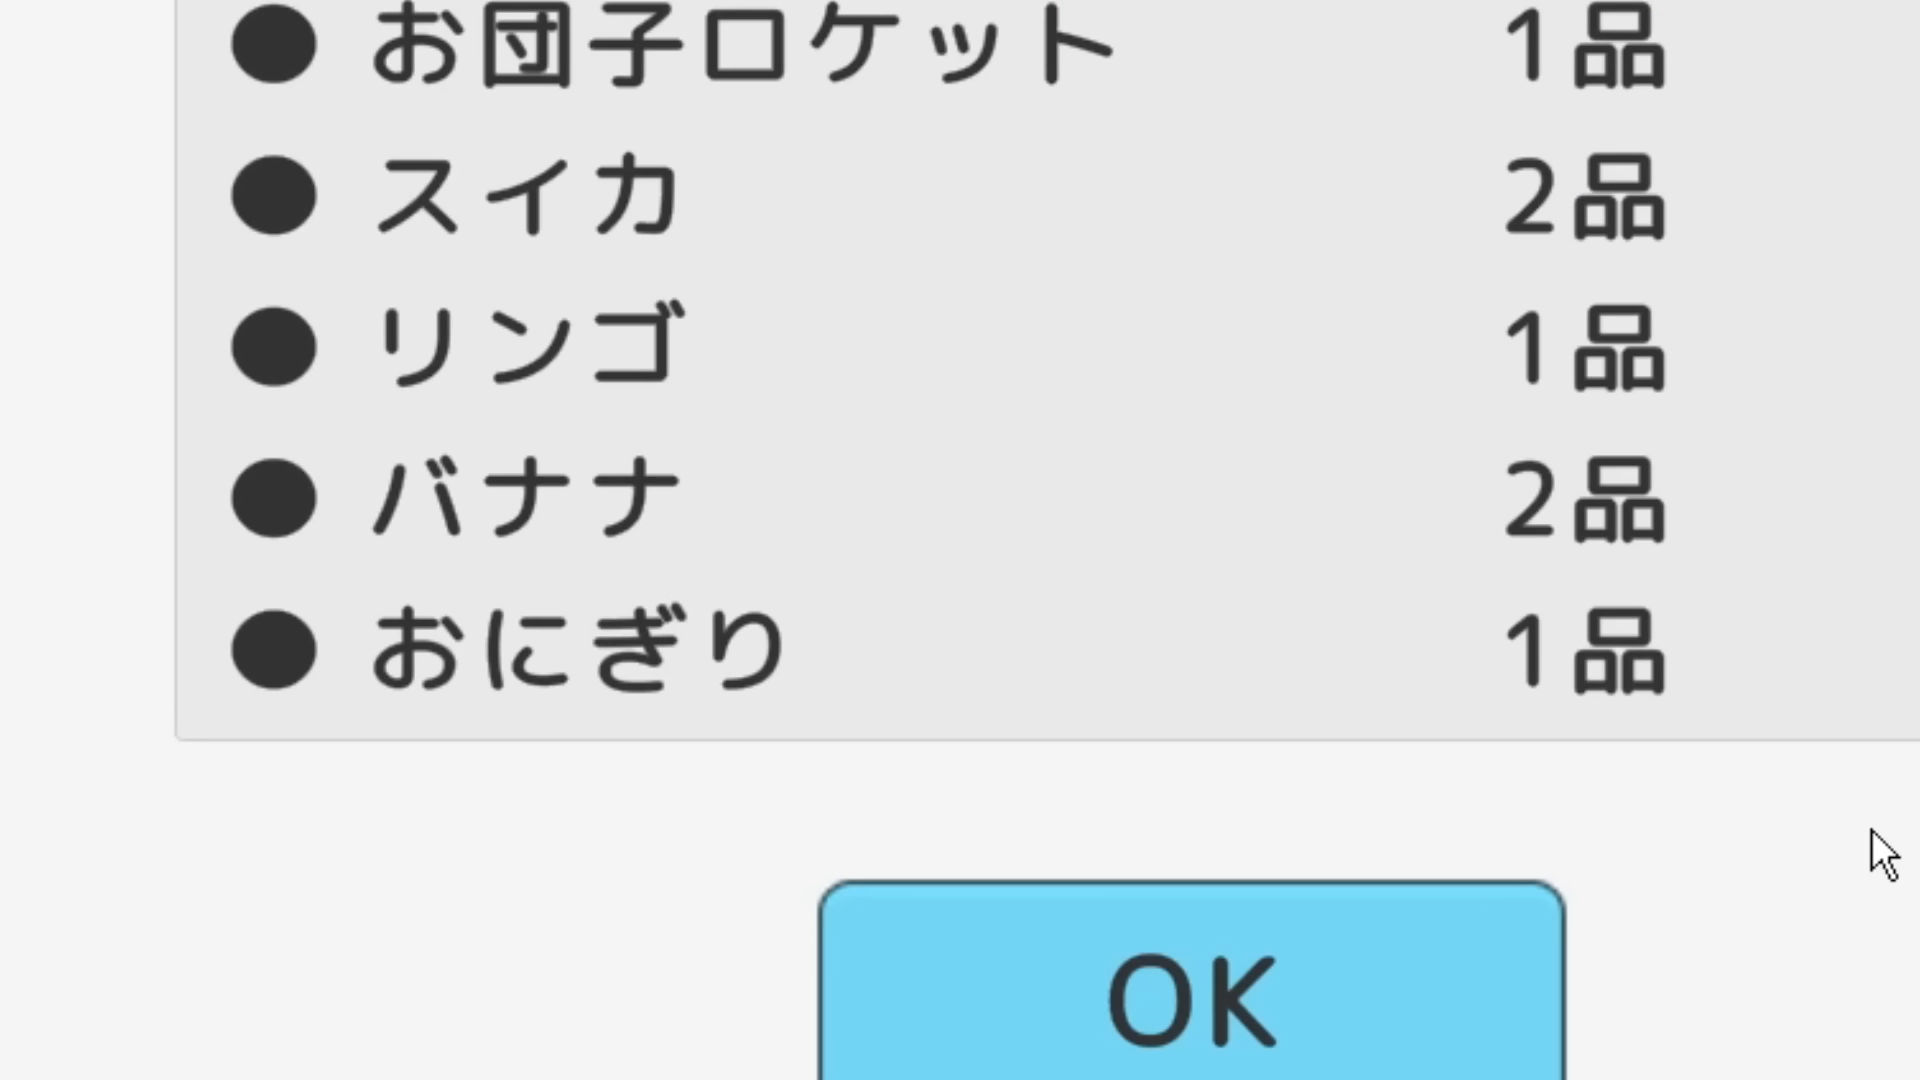 ● お団子ロケット 1品
● スイカ 2品
● リンゴ 1品
● バナナ 2品
● おにぎり 1品
OK